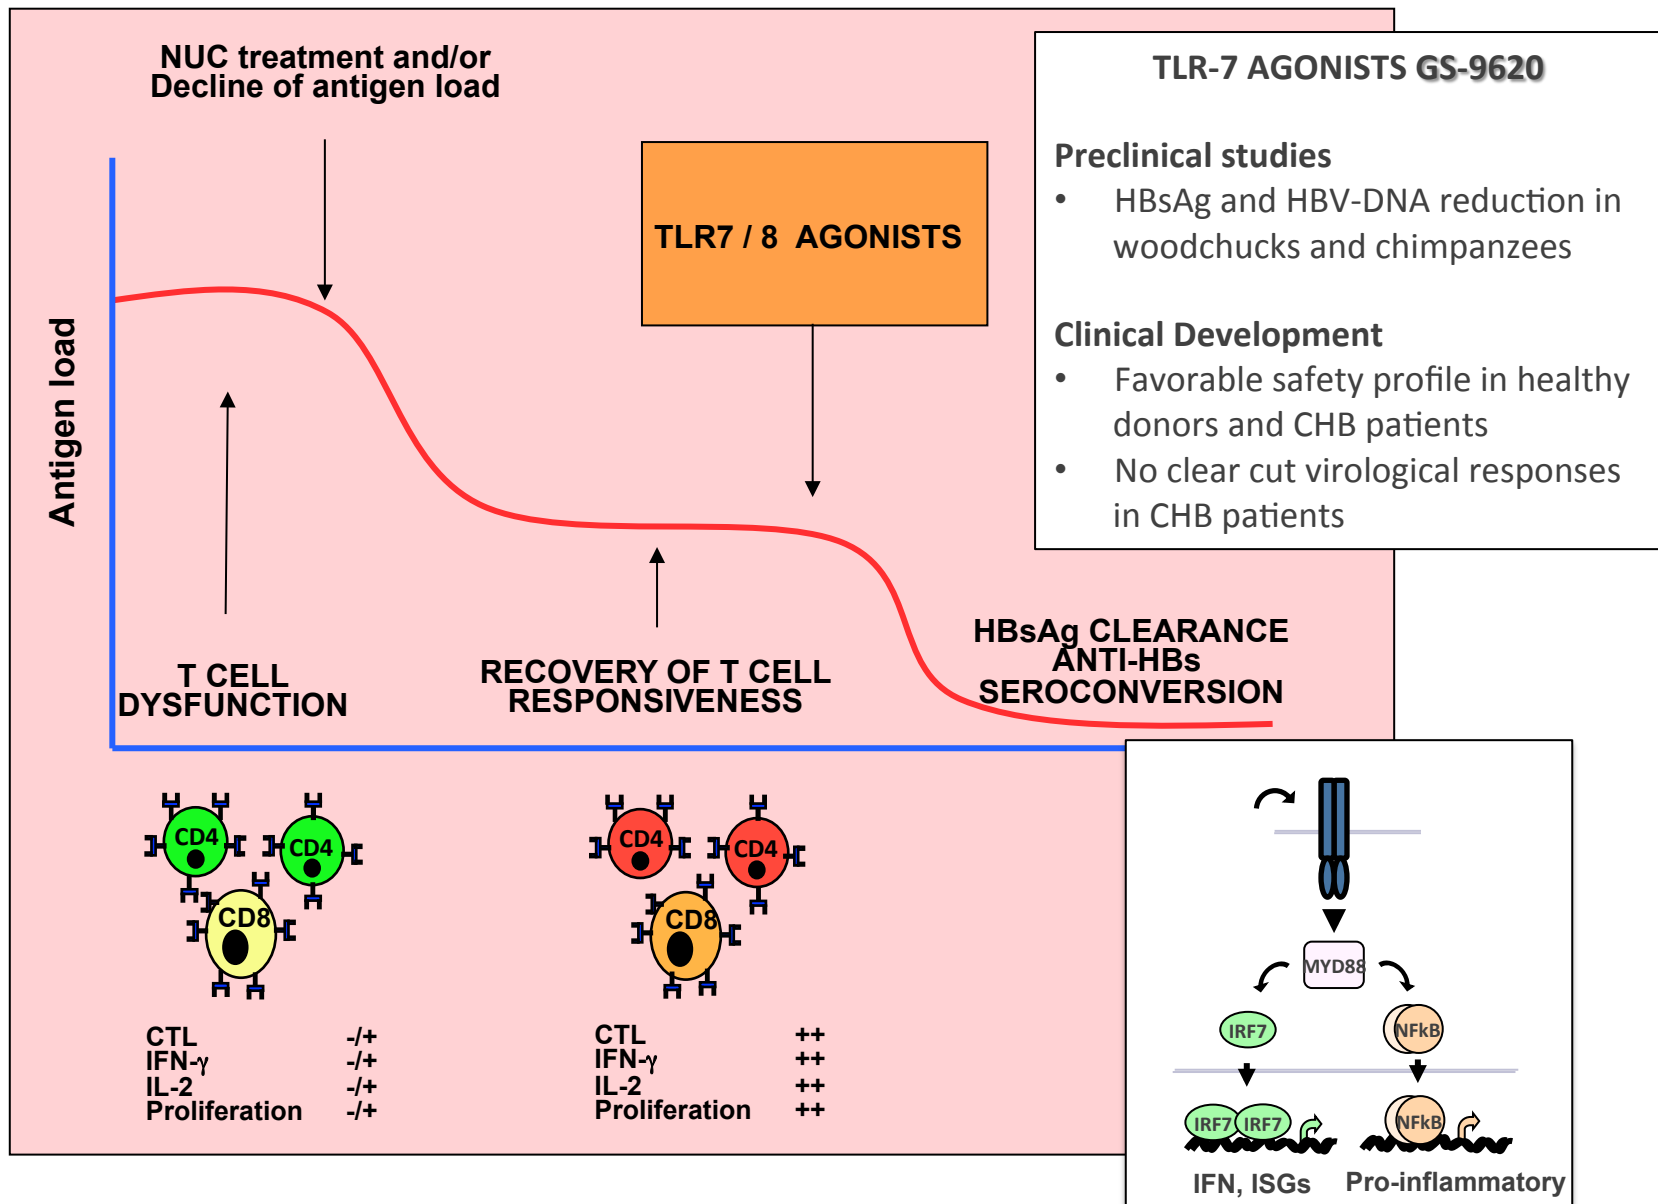 NUC treatment and/or
Decline of antigen load
TLR7 / 8 AGONISTS
Antigen load
T CELL
DYSFUNCTION
RECOVERY OF T CELL
RESPONSIVENESS
HBsAg CLEARANCE
ANTI-HBs
SEROCONVERSION
TLR-7 AGONISTS GS-9620
Preclinical studies
• HBsAg and HBV-DNA reduction in
woodchucks and chimpanzees
Clinical Development
• Favorable safety profile in healthy
donors and CHB patients
• No clear cut virological responses
in CHB patients
CD4
CD4
CD8
CD4
CD4
CD8
CTL -/+
IFN-γ -/+
IL-2 -/+
Proliferation -/+
CTL ++
IFN-γ ++
IL-2 ++
Proliferation ++
MYD88
IRF7
NFkB
IRF7
IRF7
NFkB
IFN, ISGs
Pro-inflammatory